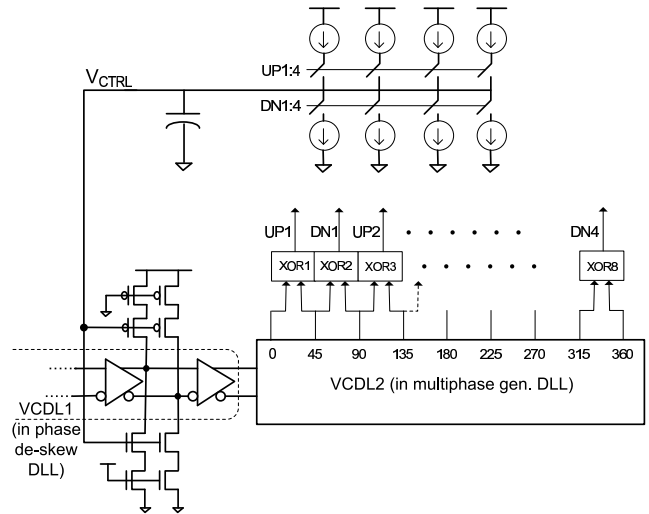 UP1:4
VCTRL
DN1:4
UP1
DN1
UP2
DN4
XOR1
XOR2
XOR3
XOR8
0
45
90
135
180
225
270
315
360
VCDL2 (in multiphase gen. DLL)
VCDL1
(in phase
de-skew
DLL)